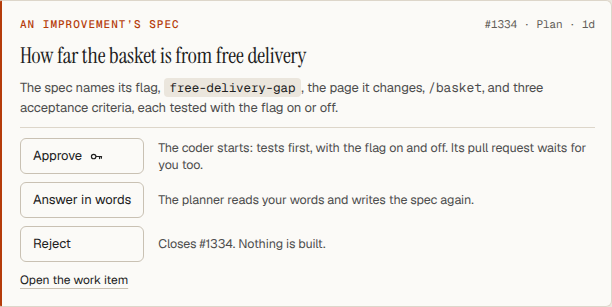 AN IMPROVEMENT'S SPEC
#1334 · Plan · 1d
How far the basket is from free delivery
The spec names its flag, free-delivery-gap, the page it changes, /basket, and three
acceptance criteria, each tested with the flag on or off.
Approve
The coder starts: tests first, with the flag on and off. Its pull request waits for
you too.
Answer in words
The planner reads your words and writes the spec again.
Reject
Closes #1334. Nothing is built.
Open the work item